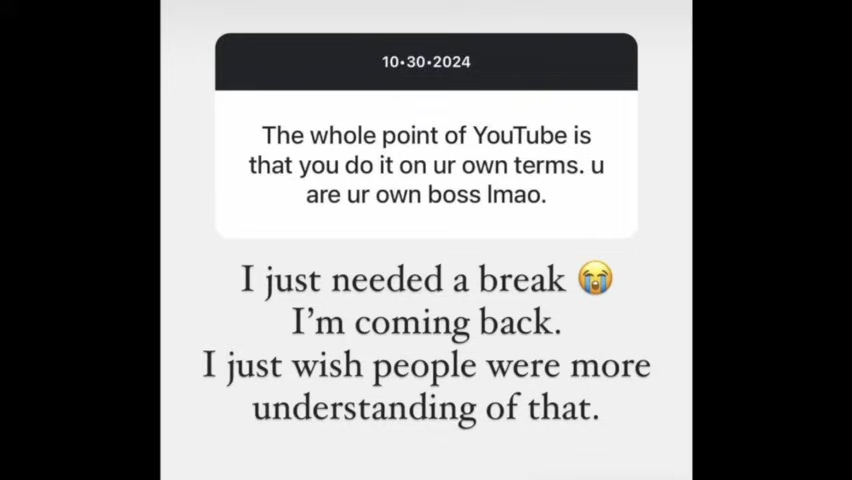 10•30•2024
The whole point of YouTube is
that you do it on ur own terms. u
are ur own boss lmao.
I just needed a break 😭
I’m coming back.
I just wish people were more
understanding of that.